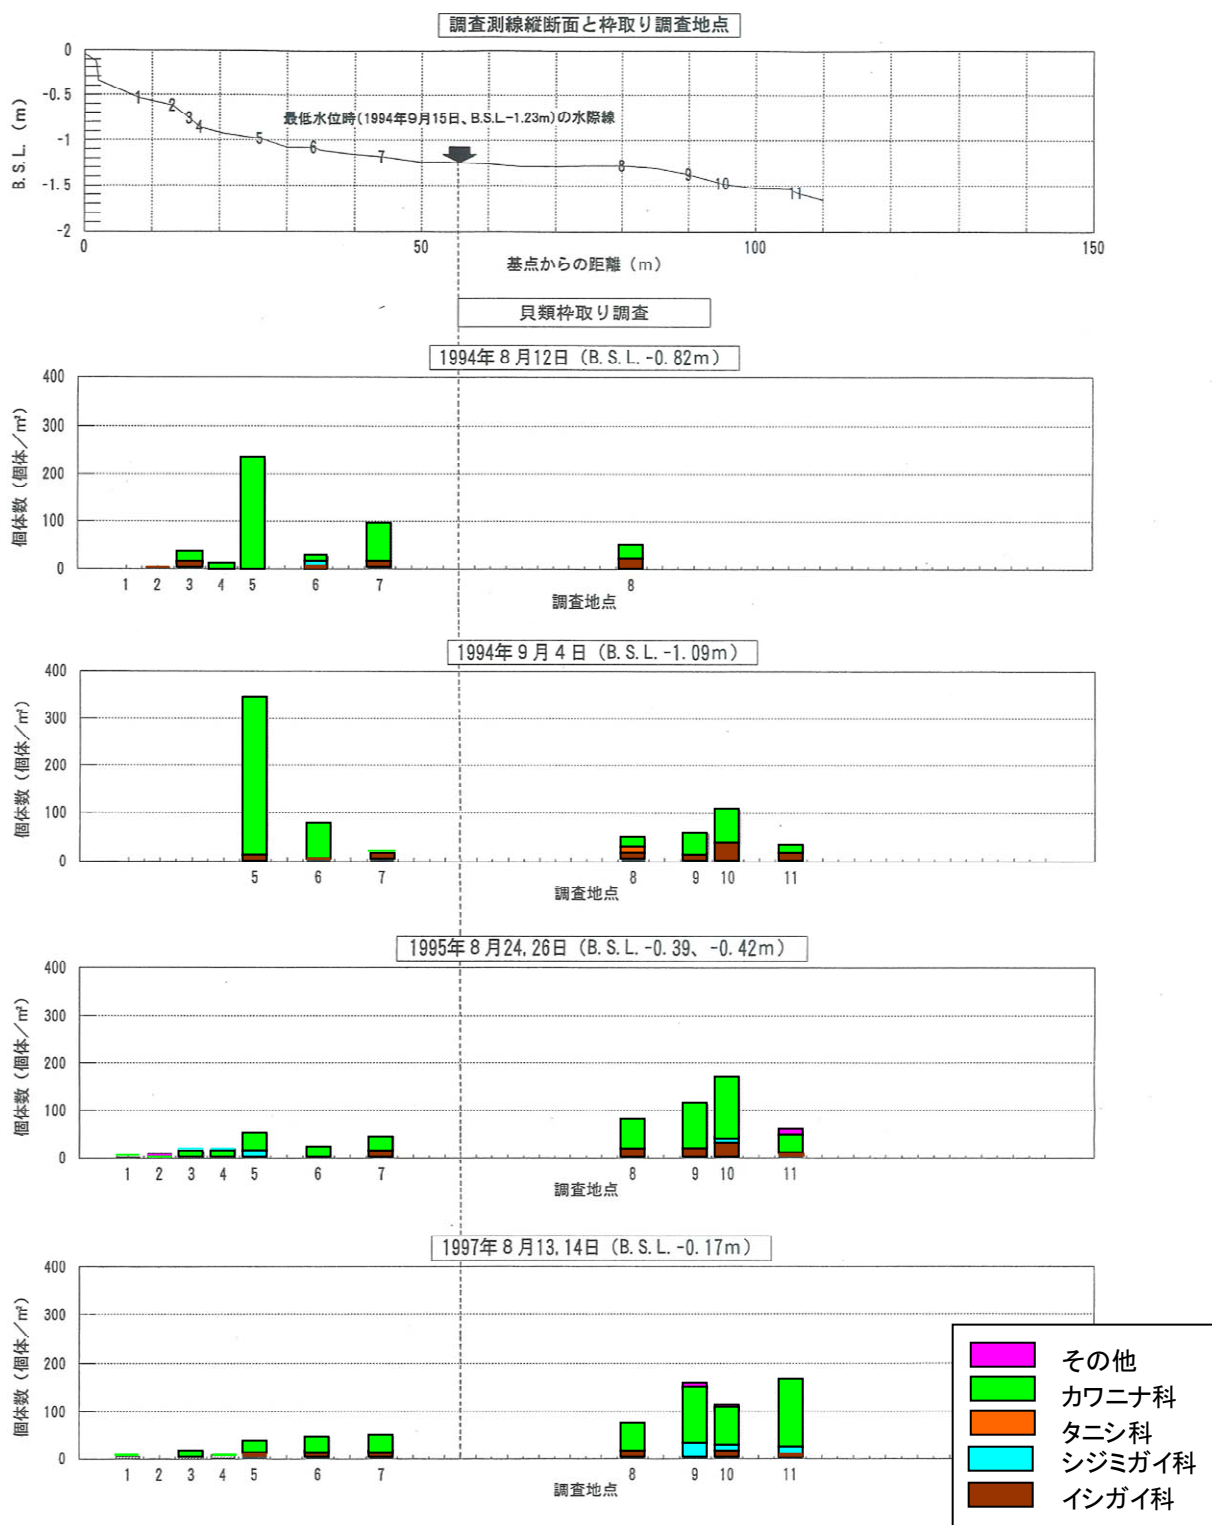 調査測線縦断面と枠取り調査地点
B.S.L. (m)
0
-0.5
-1
-1.5
-2
最低水位時(1994年9月15日、B.S.L.-1.23m)の水際線
1 2 3 4 5 6 7 8 9 10 11
0 50 100 150
基点からの距離(m)
貝類枠取り調査
1994年8月12日(B.S.L.-0.82m)
個体数(個体/㎡)
400
300
200
100
0
1 2 3 4 5 6 7 8
調査地点
1994年9月4日(B.S.L.-1.09m)
個体数(個体/㎡)
400
300
200
100
0
5 6 7 8 9 10 11
調査地点
1995年8月24,26日(B.S.L.-0.39、-0.42m)
個体数(個体/㎡)
400
300
200
100
0
1 2 3 4 5 6 7 8 9 10 11
調査地点
1997年8月13,14日(B.S.L.-0.17m)
個体数(個体/㎡)
400
300
200
100
0
1 2 3 4 5 6 7 8 9 10 11
調査地点
その他
カワニナ科
タニシ科
シジミガイ科
イシガイ科